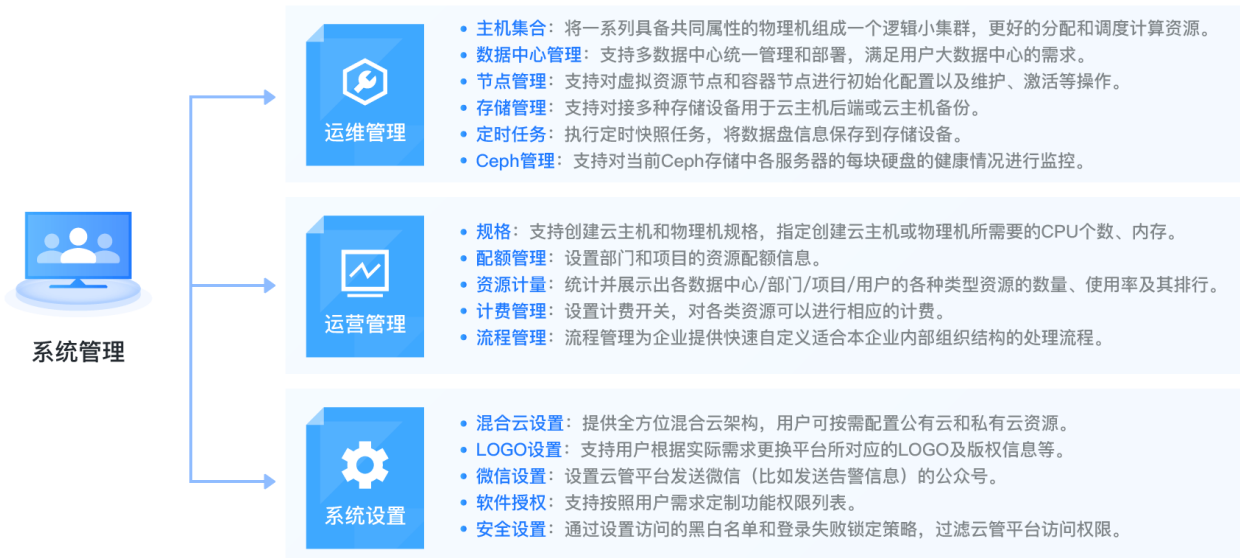 系统管理
运维管理
主机集合：将一系列具备共同属性的物理机组成一个逻辑小集群，更好的分配和调度计算资源。
数据中心管理：支持多数据中心统一管理和部署，满足用户大数据中心的需求。
节点管理：支持对虚拟资源节点和容器节点进行初始化配置以及维护、激活等操作。
存储管理：支持对接多种存储设备用于云主机后端或云主机备份。
定时任务：执行定时快照任务，将数据盘信息保存到存储设备。
Ceph管理：支持对当前Ceph存储中各服务器的每块硬盘的健康情况进行监控。
运营管理
规格：支持创建云主机和物理机规格，指定创建云主机或物理机所需要的CPU个数、内存。
配额管理：设置部门和项目的资源配额信息。
资源计量：统计并展示出各数据中心/部门/项目/用户的各种类型资源的数量、使用率及其排行。
计费管理：设置计费开关，对各类资源可以进行相应的计费。
流程管理：流程管理为企业提供快速自定义适合本企业内部组织结构的处理流程。
系统设置
混合云设置：提供全方位混合云架构，用户可按需配置公有云和私有云资源。
LOGO设置：支持用户根据实际需求更换平台所对应的LOGO及版权信息等。
微信设置：设置云管平台发送微信（比如发送告警信息）的公众号。
软件授权：支持按照用户需求定制功能权限列表。
安全设置：通过设置访问的黑白名单和登录失败锁定策略，过滤云管平台访问权限。